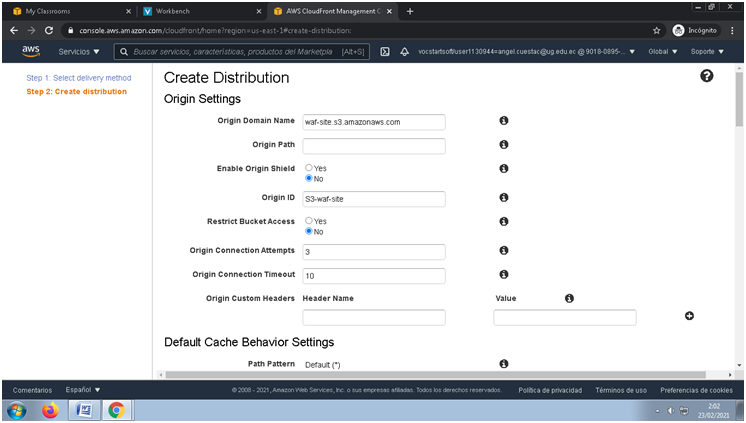 My Classrooms
Workbench
AWS CloudFront Management C
console.aws.amazon.com/cloudfront/home?region=us-east-1#create-distribution:
Incógnito
aws
Servicios
Buscar servicios, características, productos del Marketpla [Alt+S]
vocstartsoft/user1130944=angel.cuestac@ug.edu.ec @ 9018-0895-...
Global
Soporte
Step 1: Select delivery method
Step 2: Create distribution
Create Distribution
Origin Settings
Origin Domain Name waf-site.s3.amazonaws.com
Origin Path
Enable Origin Shield Yes
No
Origin ID S3-waf-site
Restrict Bucket Access Yes
No
Origin Connection Attempts 3
Origin Connection Timeout 10
Origin Custom Headers Header Name Value
Default Cache Behavior Settings
Path Pattern Default (*)
Comentarios Español © 2008 - 2021, Amazon Web Services, Inc. o sus empresas afiliadas. Todos los derechos reservados. Política de privacidad Términos de uso Preferencias de cookies
2:02
23/02/2021